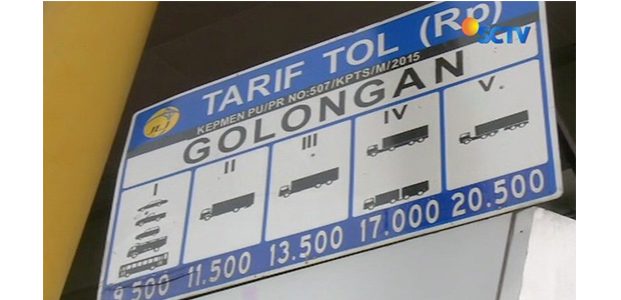 SCTV
TARIF TOL (Rp)
KEPMEN PU/PR NO:507/KPTS/M/2015
GOLONGAN
I II III IV V
9.500 11.500 13.500 17.000 20.500